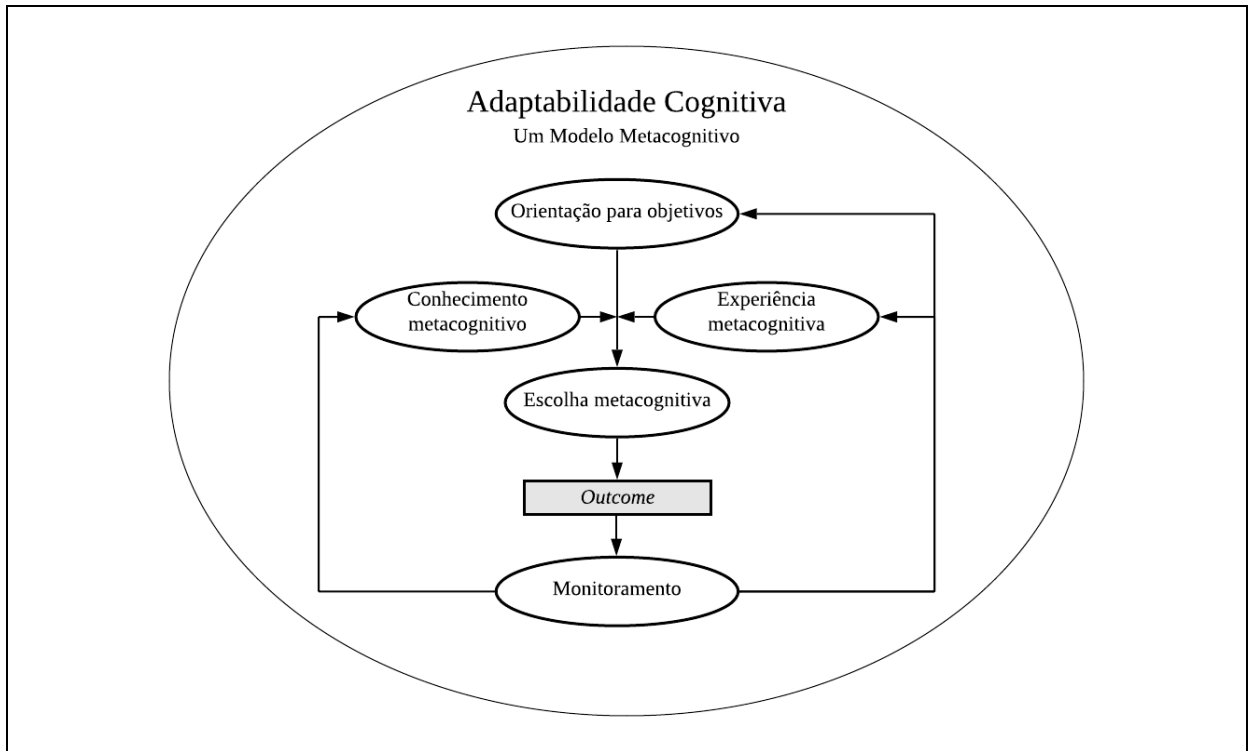 Adaptabilidade Cognitiva
Um Modelo Metacognitivo
Orientação para objetivos
Conhecimento
metacognitivo
Experiência
metacognitiva
Escolha metacognitiva
Outcome
Monitoramento